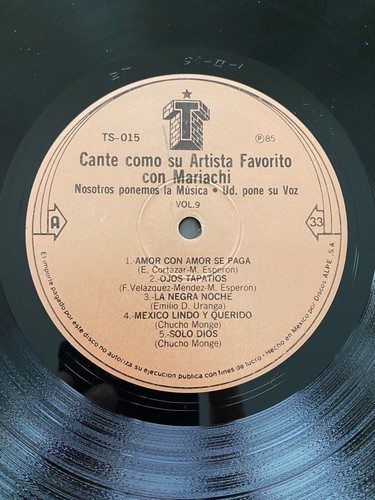 T
TS-015
℗85
Cante como su Artista Favorito
con Mariachi
Nosotros ponemos la Música • Ud. pone su Voz
VOL.9
A
33
1.-AMOR CON AMOR SE PAGA
(E. Cortazar-M. Esperon)
2.-OJOS TAPATIOS
(F. Velazquez-Méndez-M. Esperon)
3.-LA NEGRA NOCHE
(Emilio D. Uranga)
4.-MEXICO LINDO Y QUERIDO
(Chucho Monge)
5.-SOLO DIOS
(Chucho Monge)
El importe pagado por este disco no autoriza su ejecución publica con fines de lucro - Hecho en Mexico por Discos ALPE, S.A.